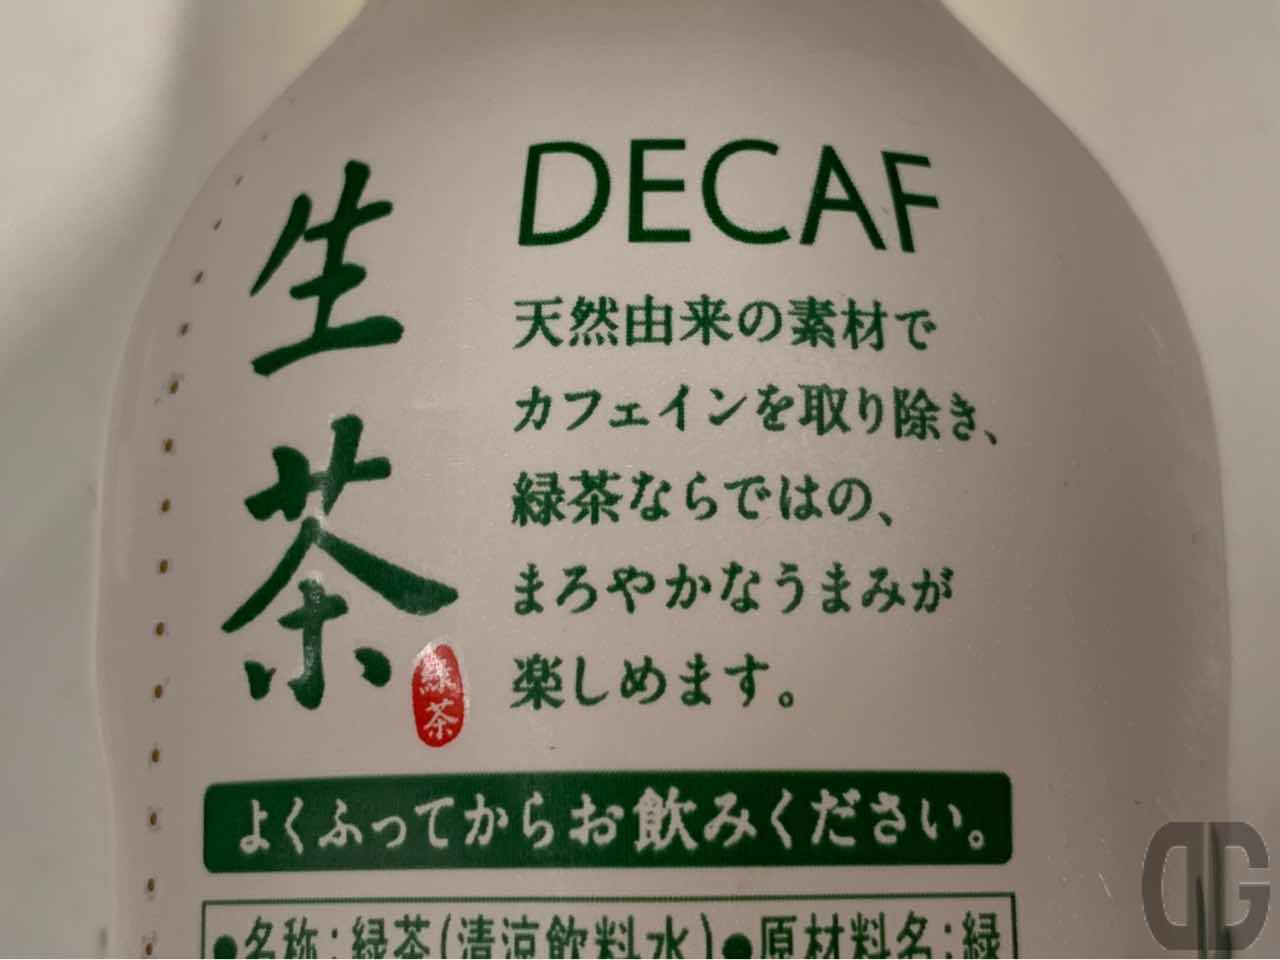 生茶
緑茶
DECAF
天然由来の素材で
カフェインを取り除き、
緑茶ならではの、
まろやかなうまみが
楽しめます。
よくふってからお飲みください。
●名称:緑茶(清涼飲料水)●原材料名:緑
DG